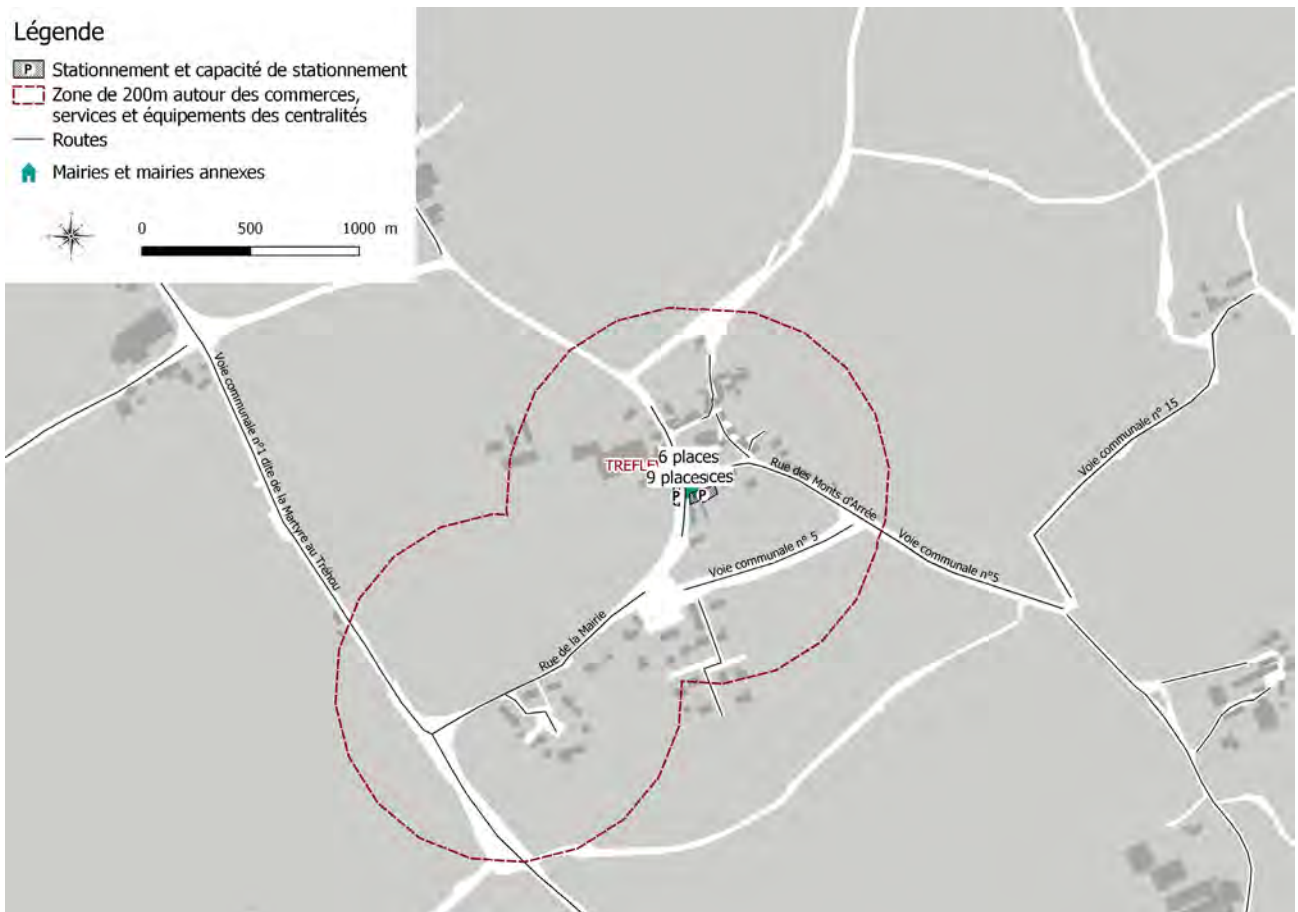 Légende
P Stationnement et capacité de stationnement
Zone de 200m autour des commerces,
services et équipements des centralités
Routes
Mairies et mairies annexes
0 500 1000 m
Voie communale n°1 dite de la Martyre au Tréhou
Voie communale n° 15
6 places
9 places
P P
Rue des Monts d'Arrée
Voie communale n° 5
Voie communale n°5
Rue de la Mairie